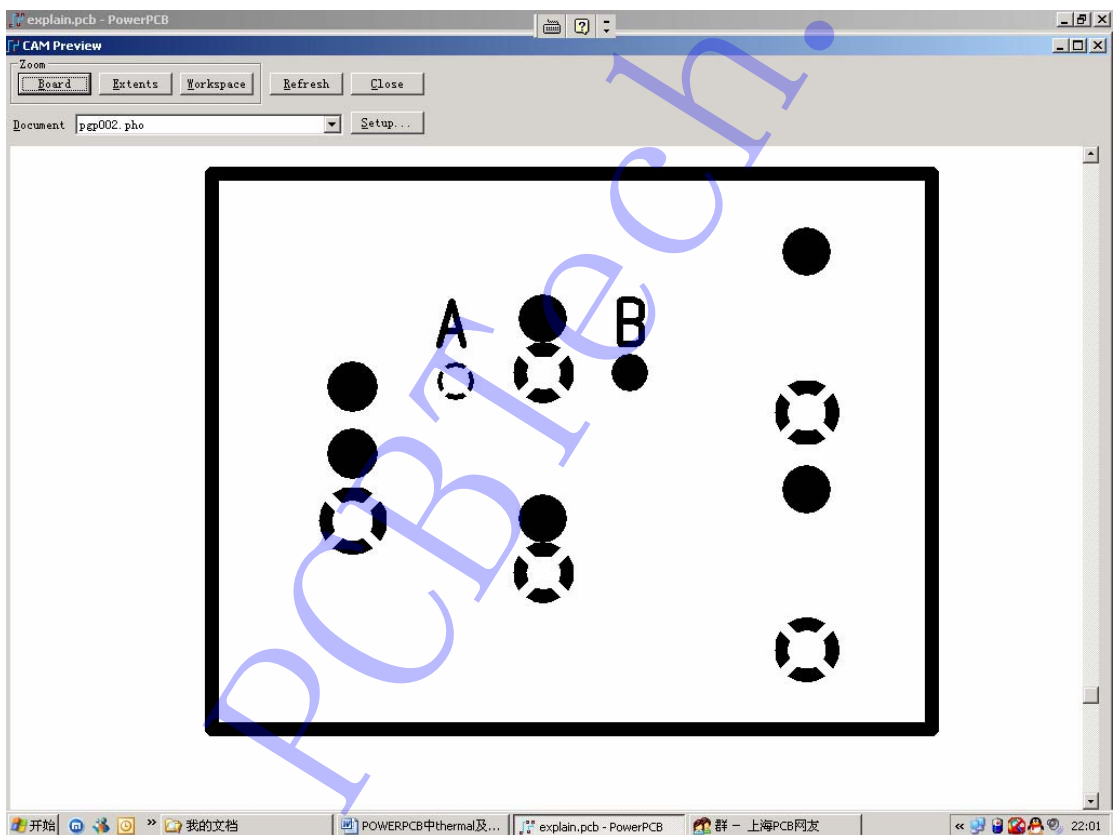 explain.pcb - PowerPCB
CAM Preview
Zoom
Board Extents Workspace Refresh Close
Document pgp002.pho Setup...
A B
PCBTech.
开始 » 我的文档 POWERPCB中thermal及... explain.pcb - PowerPCB 群 - 上海PCB网友 « 22:01